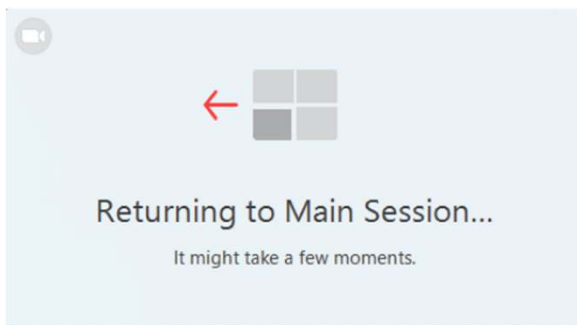 Returning to Main Session...
It might take a few moments.